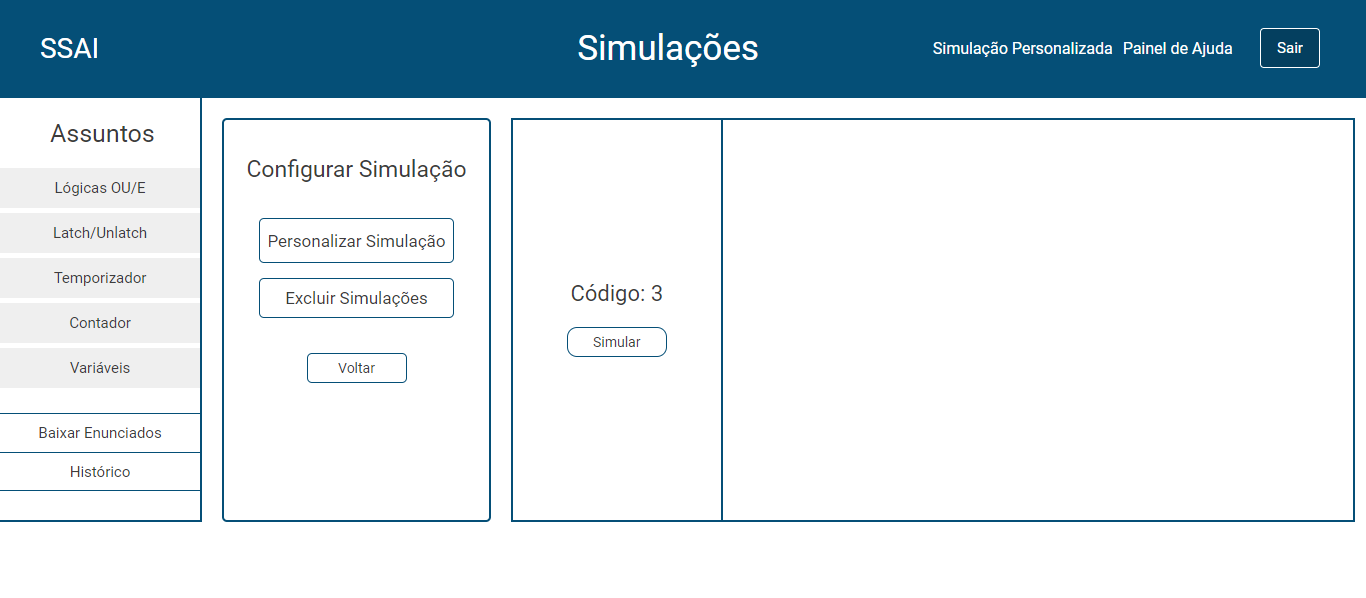 SSAI
Simulações
Simulação Personalizada
Painel de Ajuda
Sair
Assuntos
Lógicas OU/E
Latch/Unlatch
Temporizador
Contador
Variáveis
Baixar Enunciados
Histórico
Configurar Simulação
Personalizar Simulação
Excluir Simulações
Voltar
Código: 3
Simular